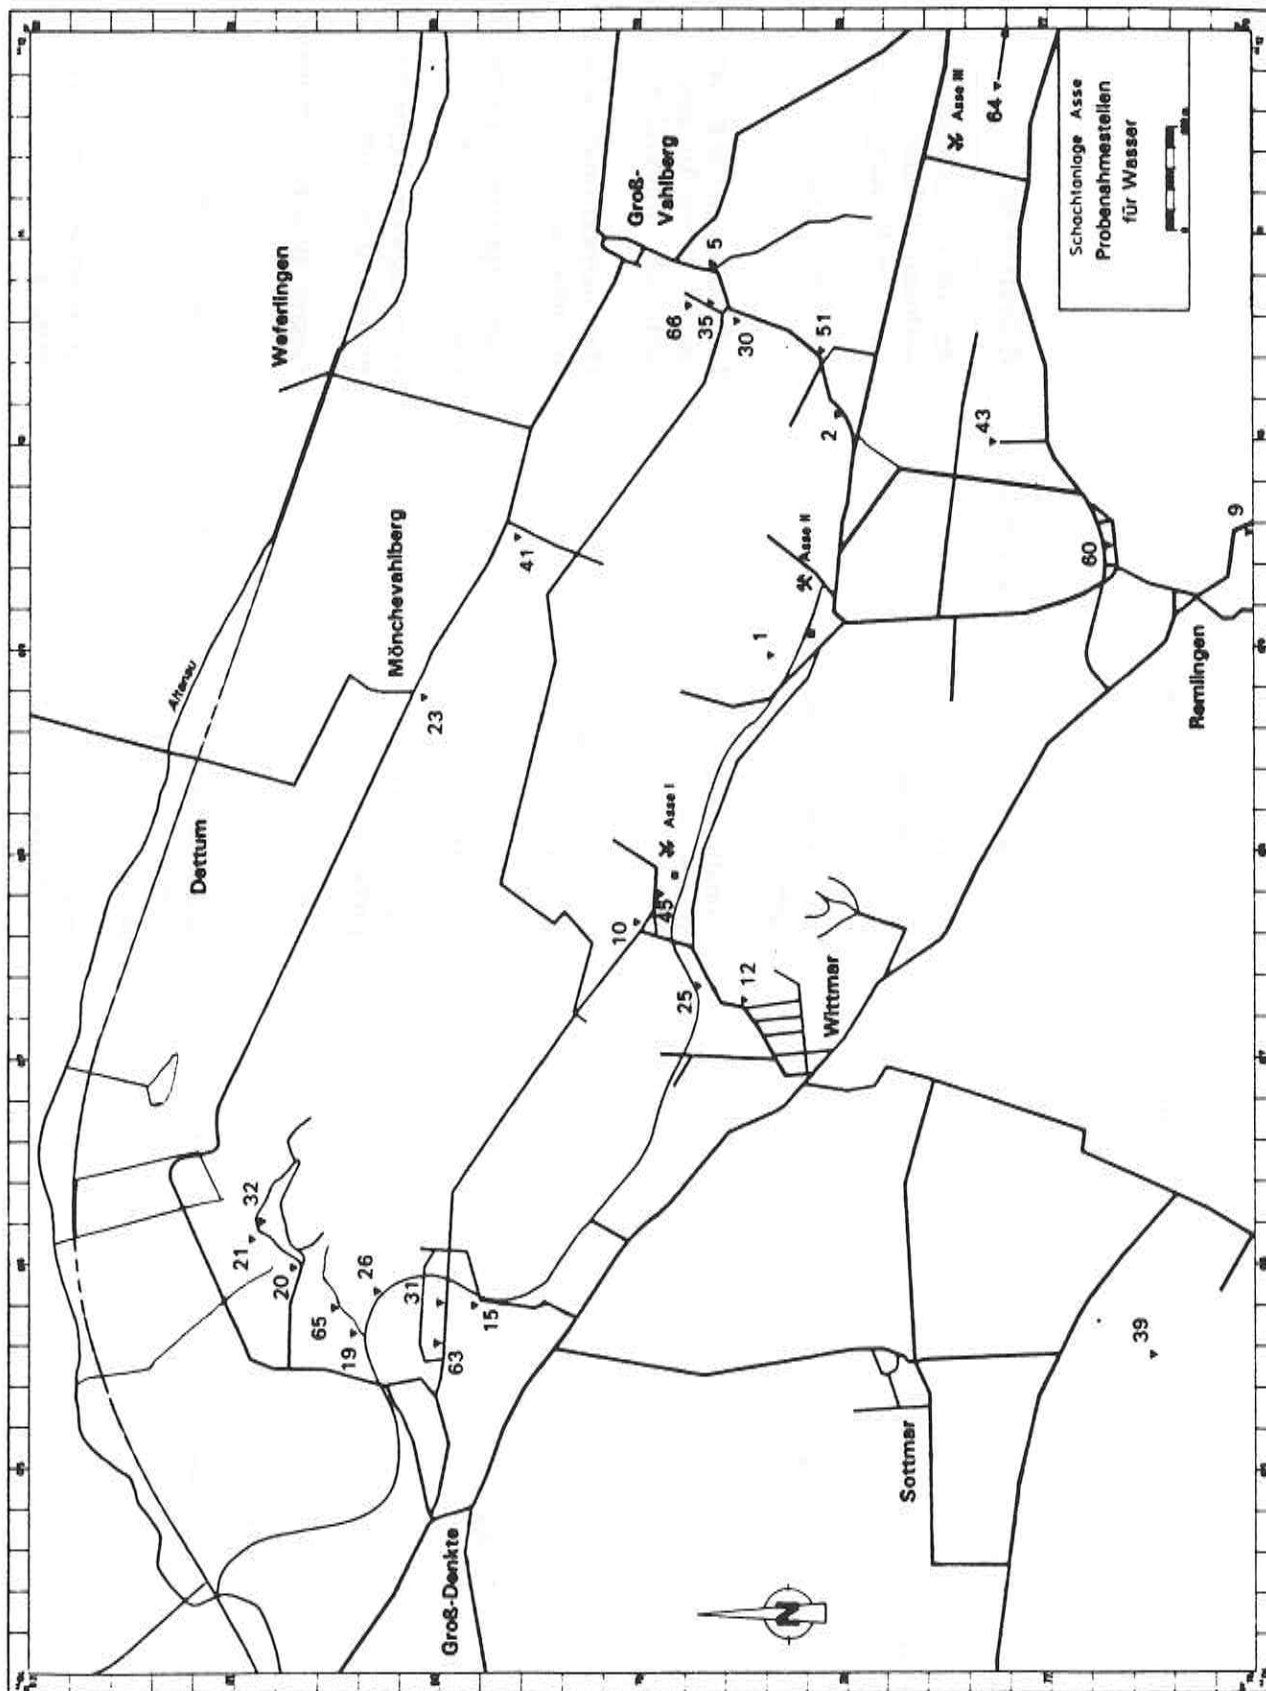 Weferlingen
Groß-
Vahlberg
Altenau
Mönchevahlberg
Dettum
5
66
35
30
51
2
41
23
Asse III
64
Schachtanlage Asse
Probenahmestellen
für Wasser
43
Asse II
1
60
9
Remlingen
Asse I
45
10
25
12
Wittmar
32
21
20
26
65
19
31
15
63
39
Sottmar
Groß-Denkte
N